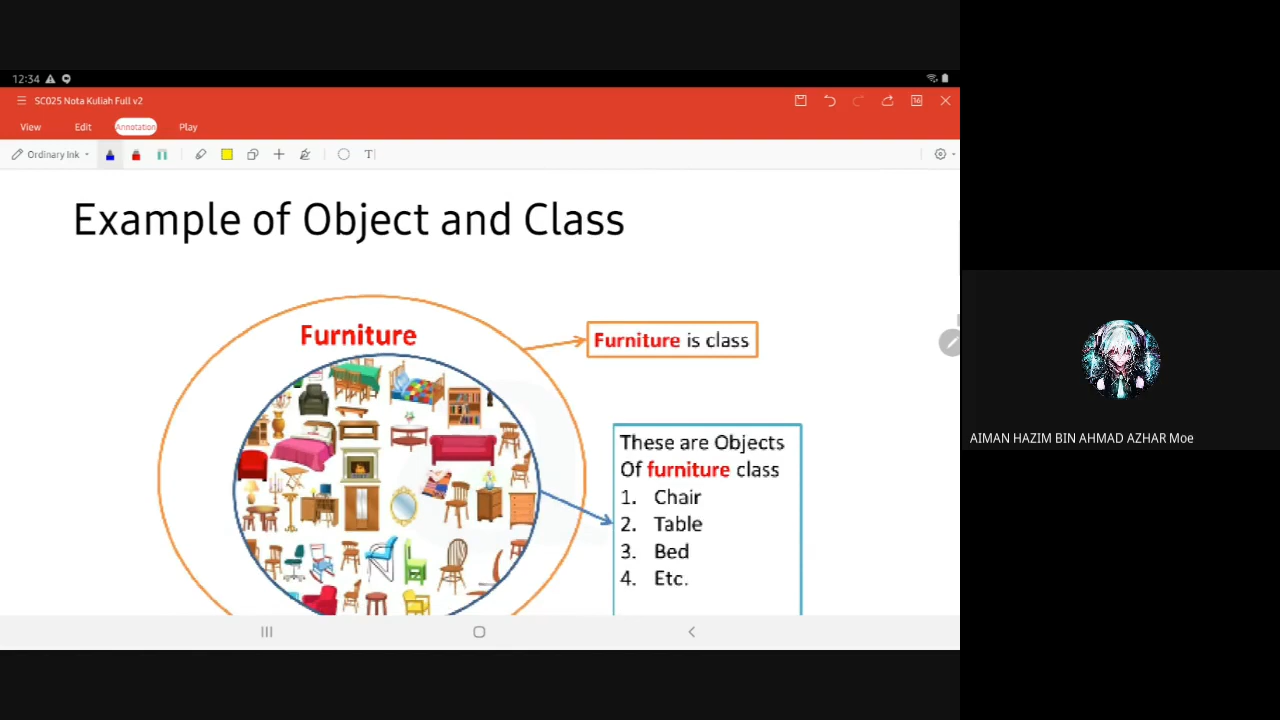 12:34
SC025 Nota Kuliah Full v2
16
View Edit Annotation Play
Ordinary Ink
T
Example of Object and Class
Furniture
Furniture is class
These are Objects
Of furniture class
1. Chair
2. Table
3. Bed
4. Etc.
AIMAN HAZIM BIN AHMAD AZHAR Moe